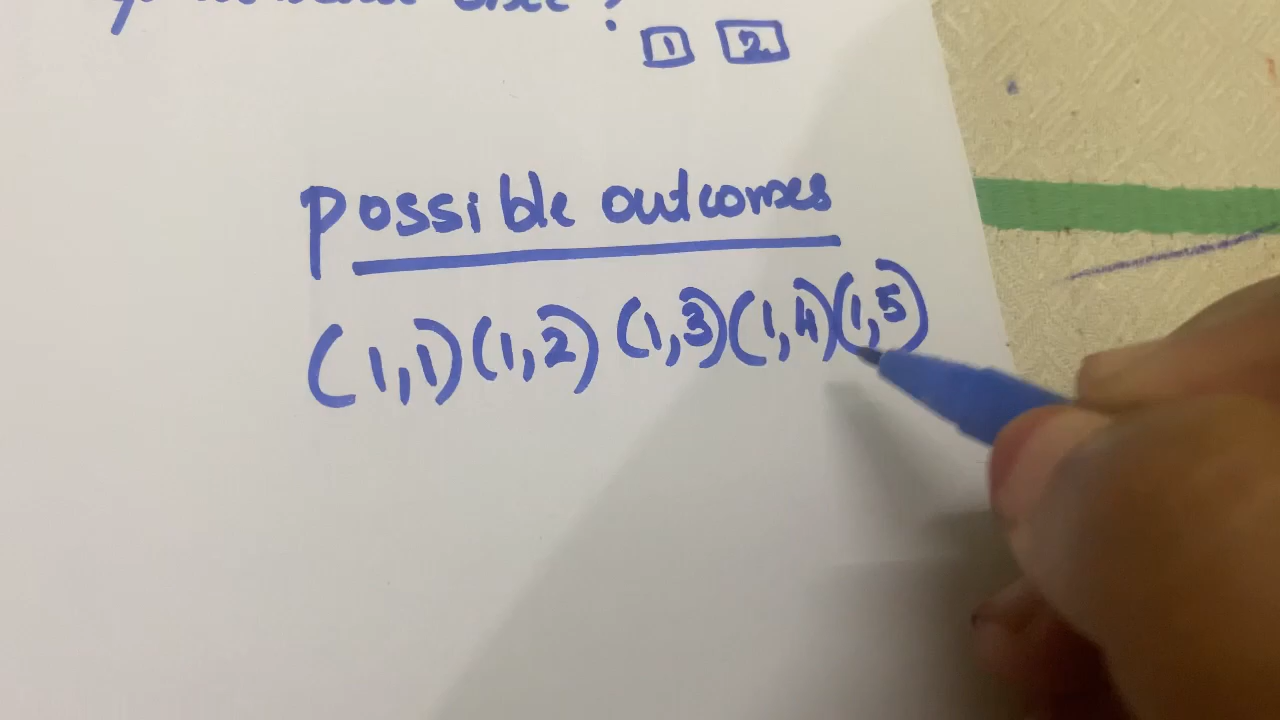 ?
1 2
Possible outcomes
(1,1) (1,2) (1,3) (1,4) (1,5)